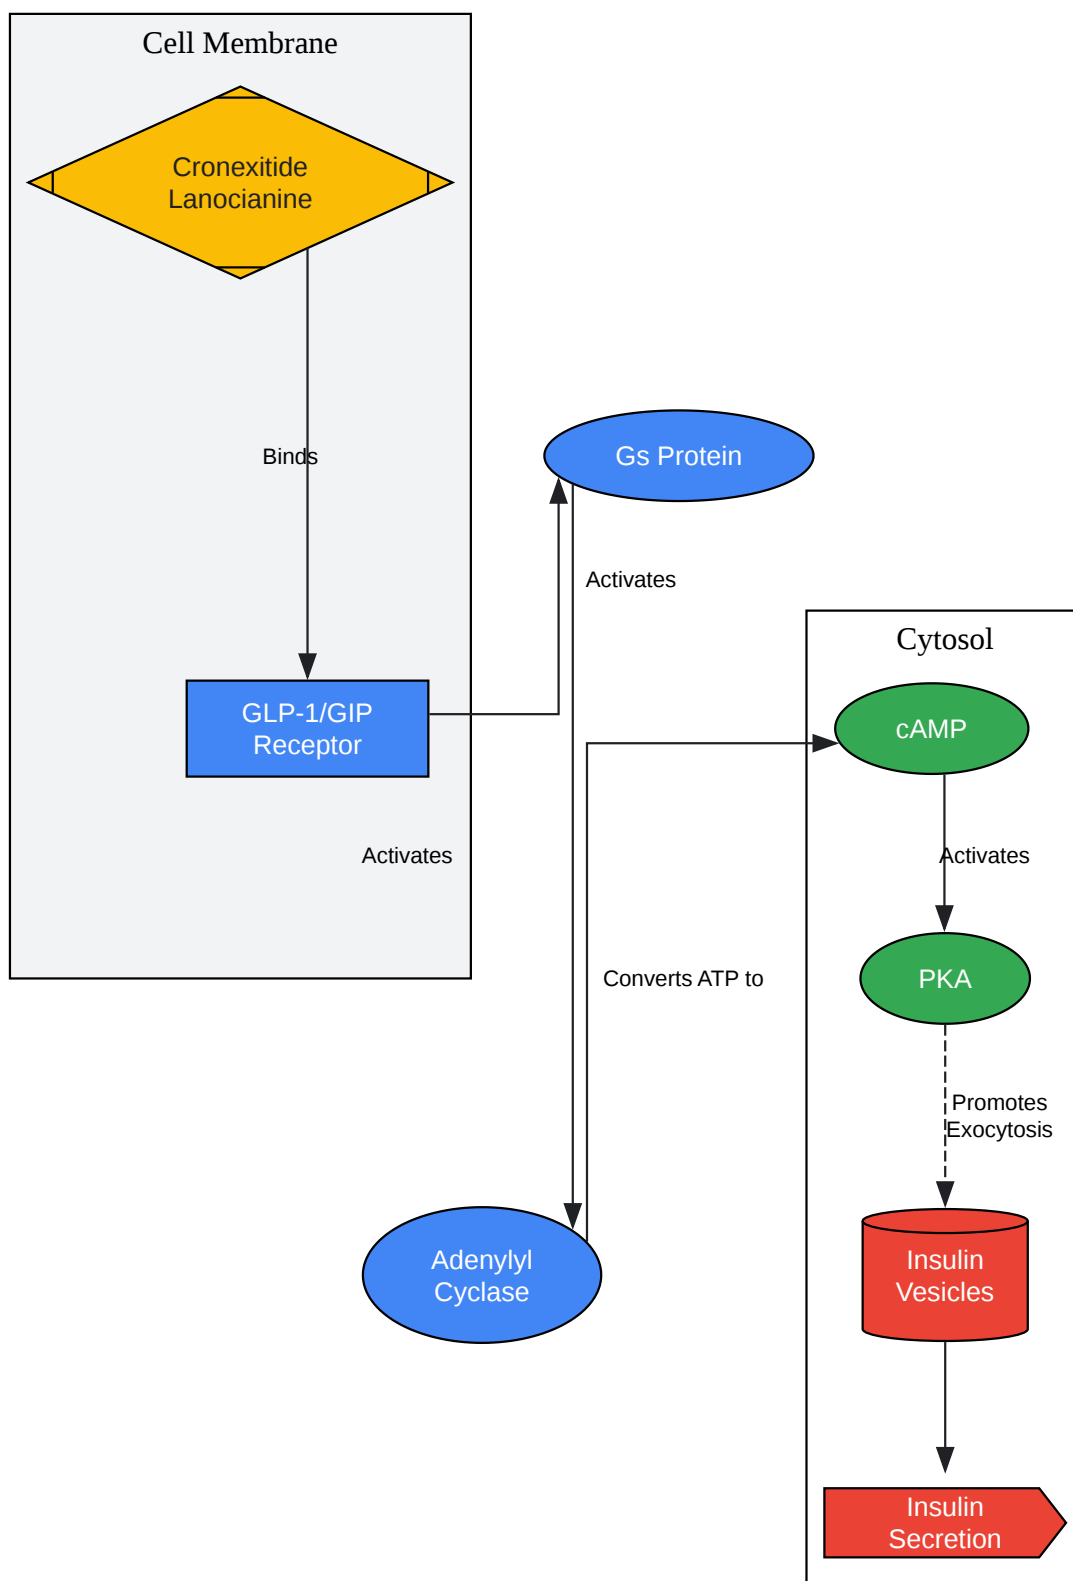 Cell Membrane
Cronexitide
Lanocianine
Binds
Gs Protein
Activates
GLP-1/GIP
Receptor
Activates
Cytosol
cAMP
Activates
Converts ATP to
PKA
Promotes
Exocytosis
Adenylyl
Cyclase
Insulin
Vesicles
Insulin
Secretion